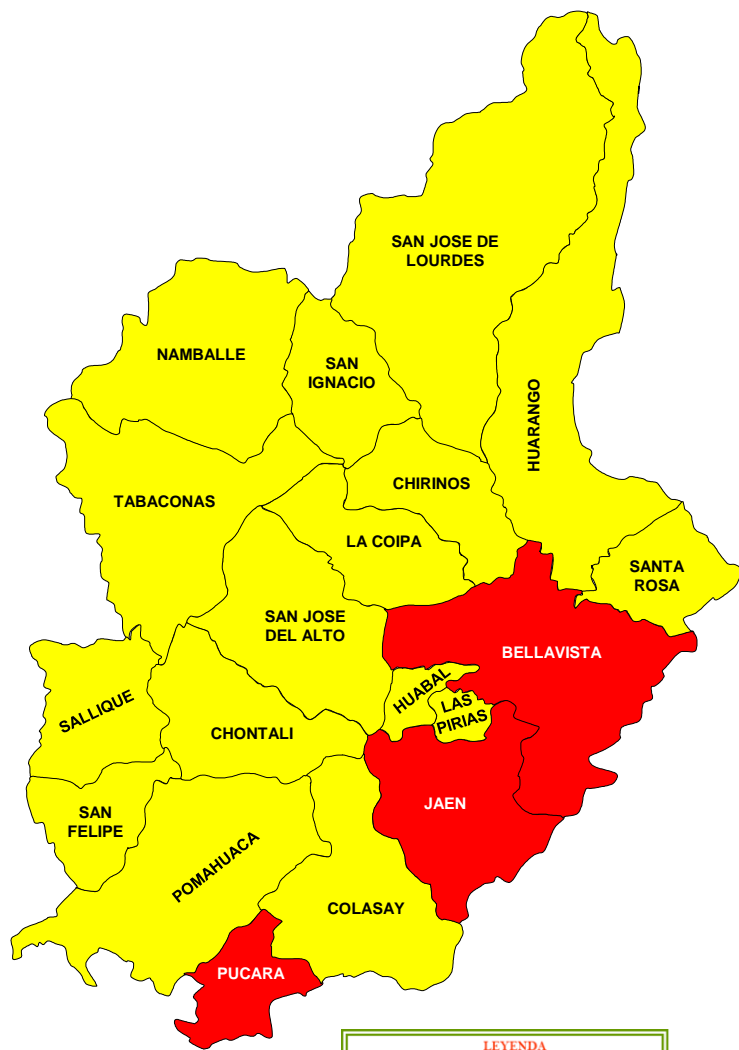 SAN JOSE DE
LOURDES
NAMBALLE
SAN
IGNACIO
HUARANGO
CHIRINOS
TABACONAS
LA COIPA
SANTA
ROSA
SAN JOSE
DEL ALTO
BELLAVISTA
HUABAL
LAS
PIRIAS
SALLIQUE
CHONTALI
JAEN
SAN
FELIPE
POMAHUACA
COLASAY
PUCARA
LEYENDA